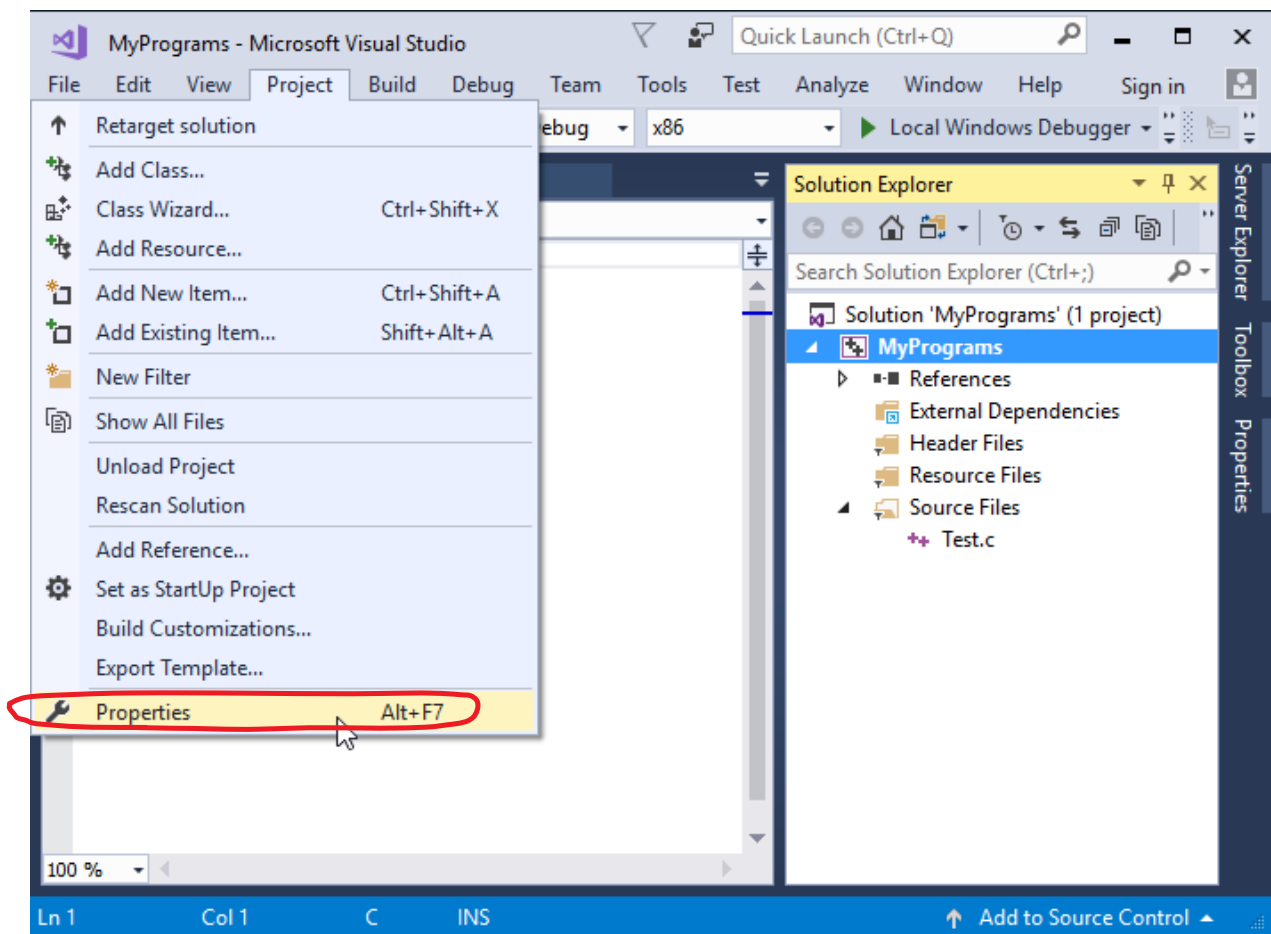 MyPrograms - Microsoft Visual Studio
Quick Launch (Ctrl+Q)
File Edit View Project Build Debug Team Tools Test Analyze Window Help Sign in
Retarget solution
ebug x86 Local Windows Debugger
Add Class...
Class Wizard... Ctrl+Shift+X
Add Resource...
Add New Item... Ctrl+Shift+A
Add Existing Item... Shift+Alt+A
New Filter
Show All Files
Unload Project
Rescan Solution
Add Reference...
Set as StartUp Project
Build Customizations...
Export Template...
Properties Alt+F7
Solution Explorer
Search Solution Explorer (Ctrl+;)
Solution 'MyPrograms' (1 project)
MyPrograms
References
External Dependencies
Header Files
Resource Files
Source Files
Test.c
Server Explorer
Toolbox
Properties
100 %
Ln 1 Col 1 C INS Add to Source Control